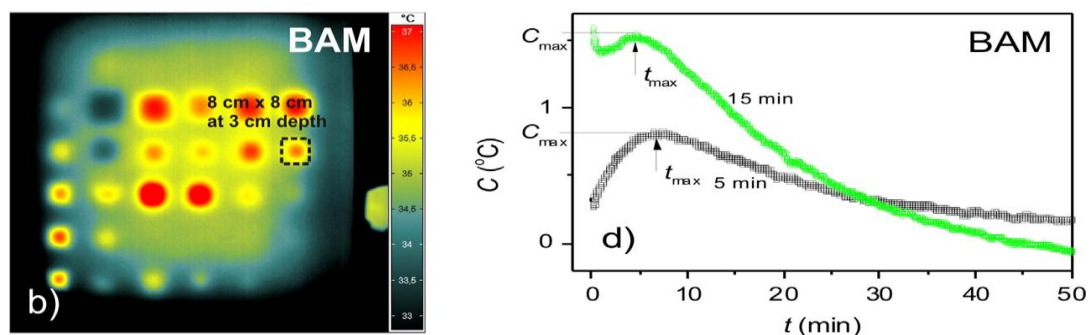 BAM
8 cm x 8 cm
at 3 cm depth
b)
°C
37
36,5
36
35,5
35
34,5
34
33,5
33
BAM
Cmax
tmax
15 min
1
Cmax
tmax
5 min
C (°C)
0
d)
0 10 20 30 40 50
t (min)